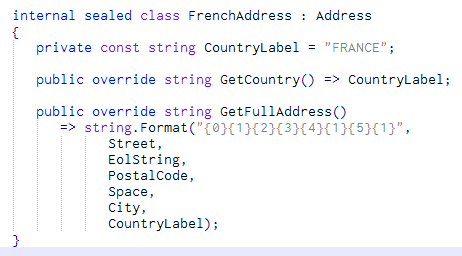 internal sealed class FrenchAddress : Address
{
private const string CountryLabel = "FRANCE";
public override string GetCountry() => CountryLabel;
public override string GetFullAddress()
=> string.Format("{0}{1}{2}{3}{4}{1}{5}{1}",
Street,
EolString,
PostalCode,
Space,
City,
CountryLabel);
}